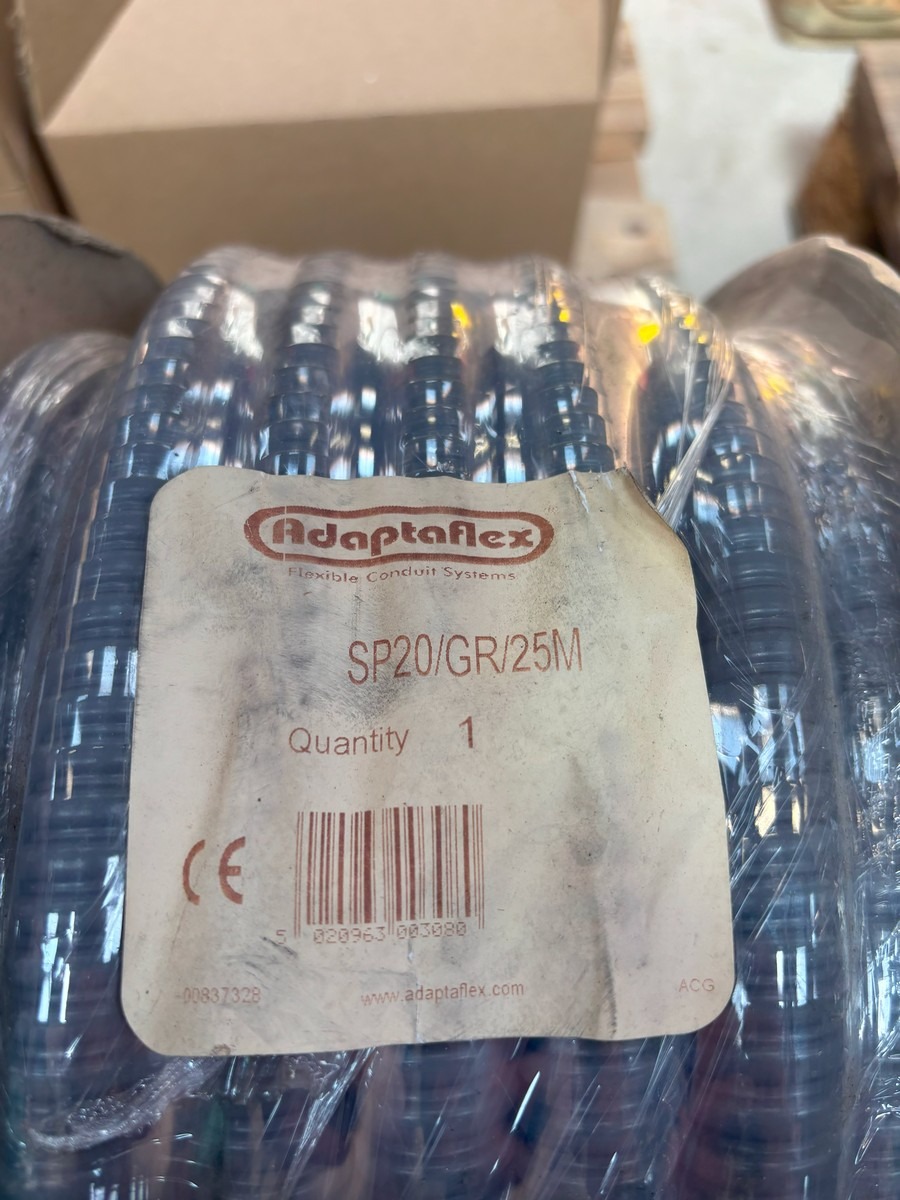 Adaptaflex
Flexible Conduit Systems
SP20/GR/25M
Quantity 1
CE
5 020963 003080
00837328 www.adaptaflex.com ACG